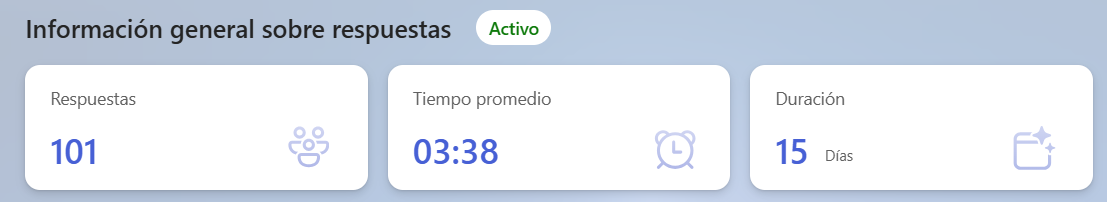 Información general sobre respuestas Activo
Respuestas
101
Tiempo promedio
03:38
Duración
15 Días